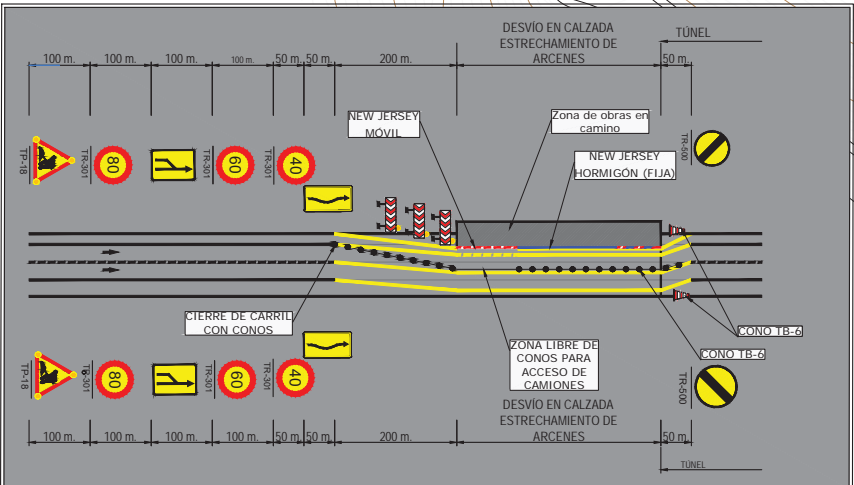 DESVÍO EN CALZADA
ESTRECHAMIENTO DE
ARCENES
TÚNEL
100 m.
100 m.
100 m.
100 m.
50 m.
50 m.
200 m.
50 m.
NEW JERSEY
MÓVIL
Zona de obras en
camino
NEW JERSEY
HORMIGÓN (FIJA)
TP-18
TR-301
80
TR-301
60
TR-301
40
TR-500
CIERRE DE CARRIL
CON CONOS
ZONA LIBRE DE
CONOS PARA
ACCESO DE
CAMIONES
CONO TB-6
CONO TB-6
TP-18
TR-301
80
TR-301
60
TR-301
40
TR-500
DESVÍO EN CALZADA
ESTRECHAMIENTO DE
ARCENES
100 m.
100 m.
100 m.
100 m.
50 m.
50 m.
200 m.
50 m.
TÚNEL